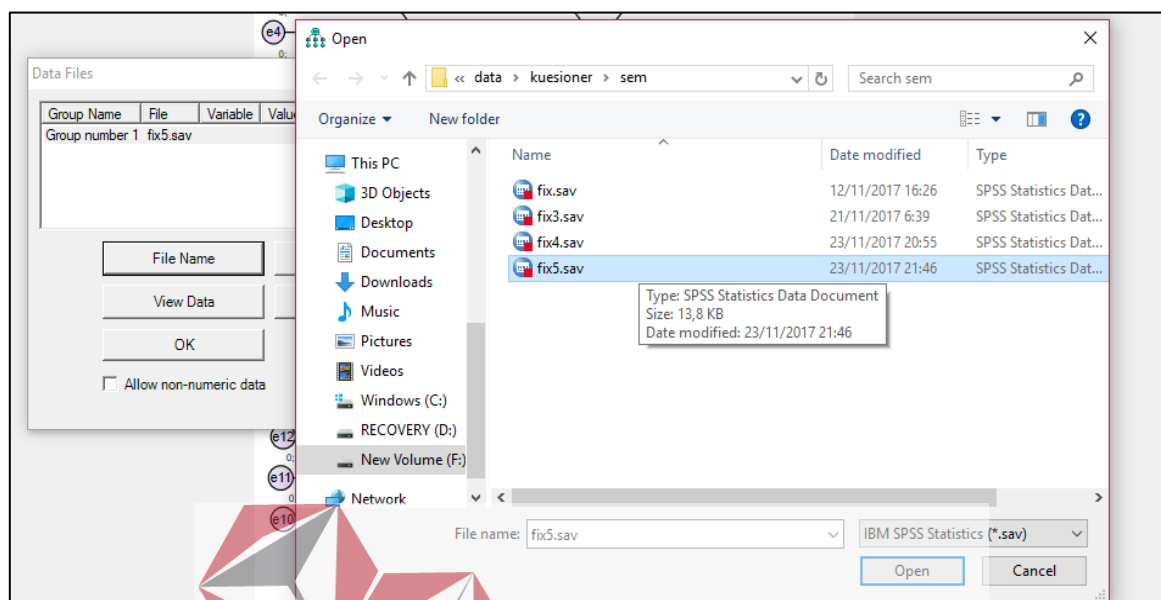 e4
0;
0;
Data Files
Group Name File Variable Valu
Group number 1 fix5.sav
File Name
View Data
OK
Allow non-numeric data
e12
0;
e11
0
e10
Open
« data › kuesioner › sem
Search sem
Organize New folder
This PC
3D Objects
Desktop
Documents
Downloads
Music
Pictures
Videos
Windows (C:)
RECOVERY (D:)
New Volume (F:)
Network
Name Date modified Type
fix.sav 12/11/2017 16:26 SPSS Statistics Dat...
fix3.sav 21/11/2017 6:39 SPSS Statistics Dat...
fix4.sav 23/11/2017 20:55 SPSS Statistics Dat...
fix5.sav 23/11/2017 21:46 SPSS Statistics Dat...
Type: SPSS Statistics Data Document
Size: 13,8 KB
Date modified: 23/11/2017 21:46
File name: fix5.sav IBM SPSS Statistics (*.sav)
Open Cancel